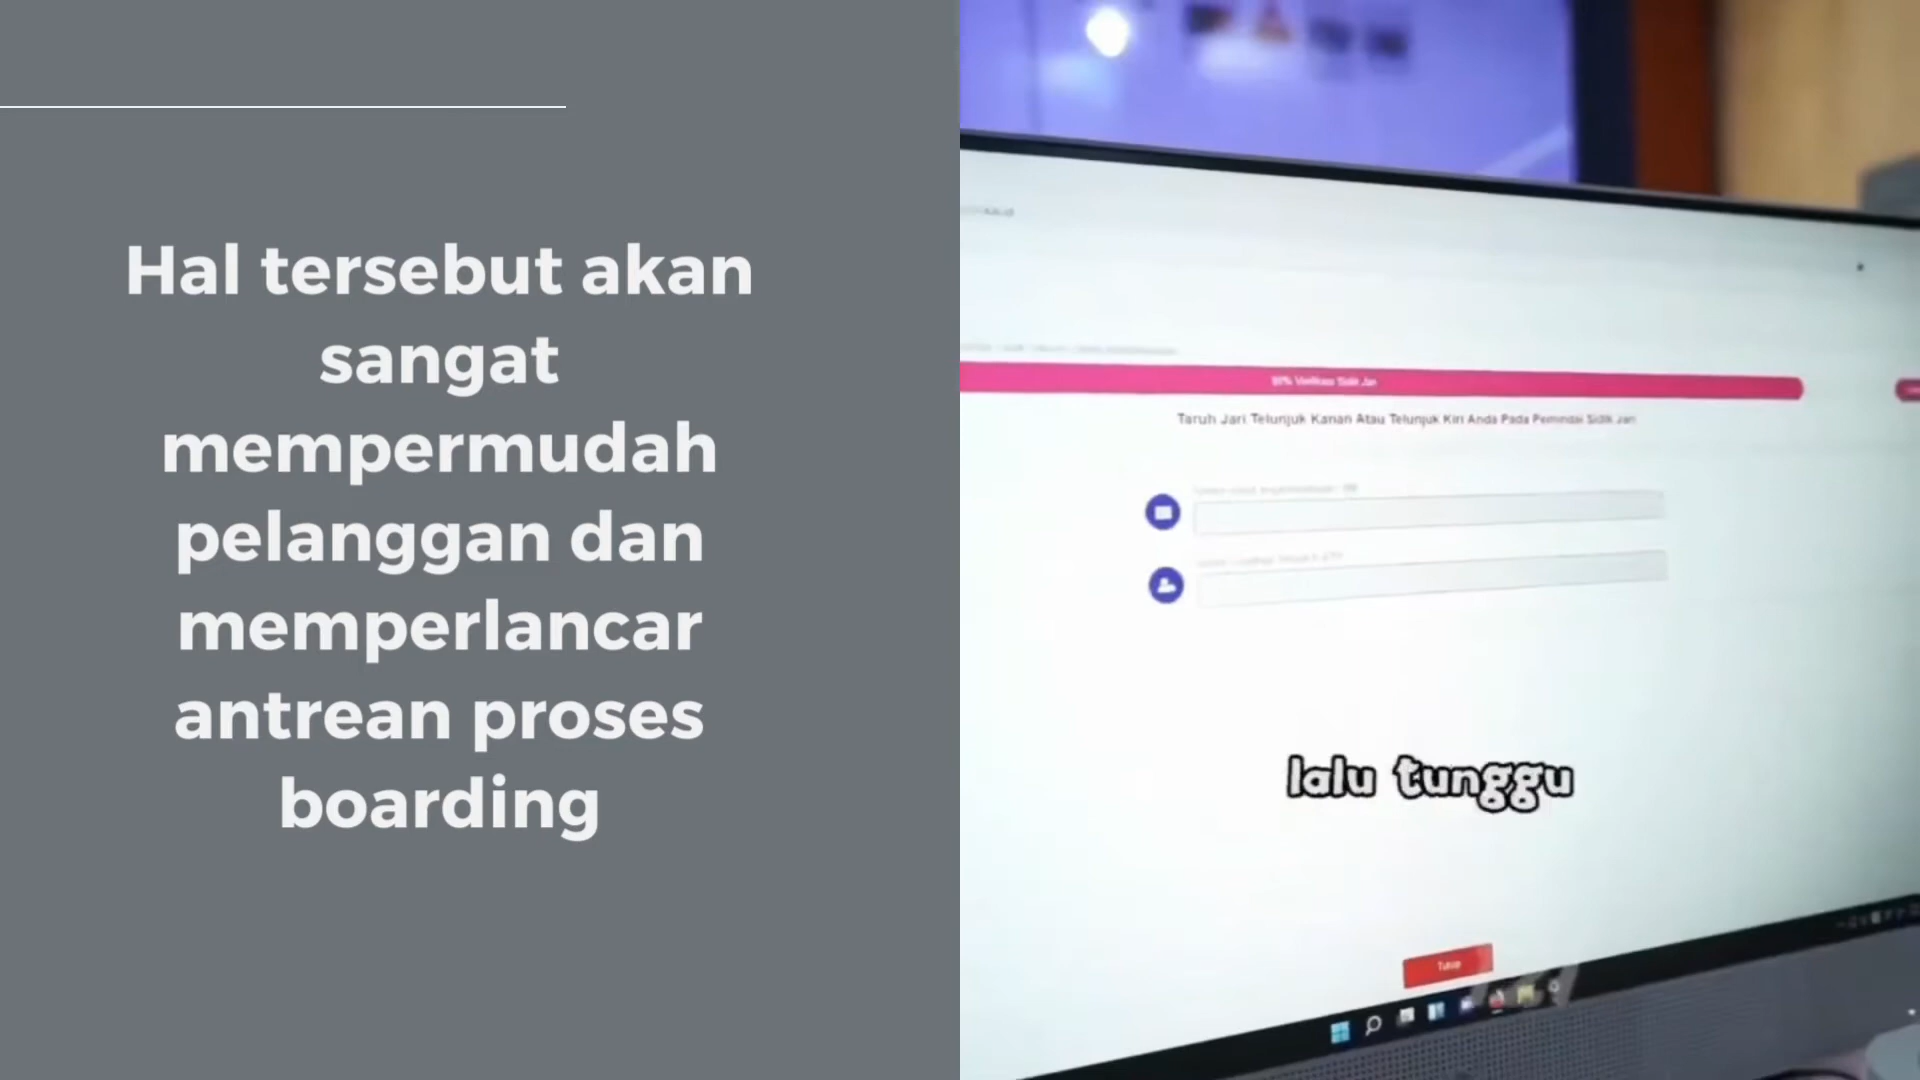 Hal tersebut akan
sangat
mempermudah
pelanggan dan
memperlancar
antrean proses
boarding
Taruh Jari Telunjuk Kanan Atau Telunjuk Kiri Anda Pada Pemindai Sidik Jari
lalu tunggu
Tutup